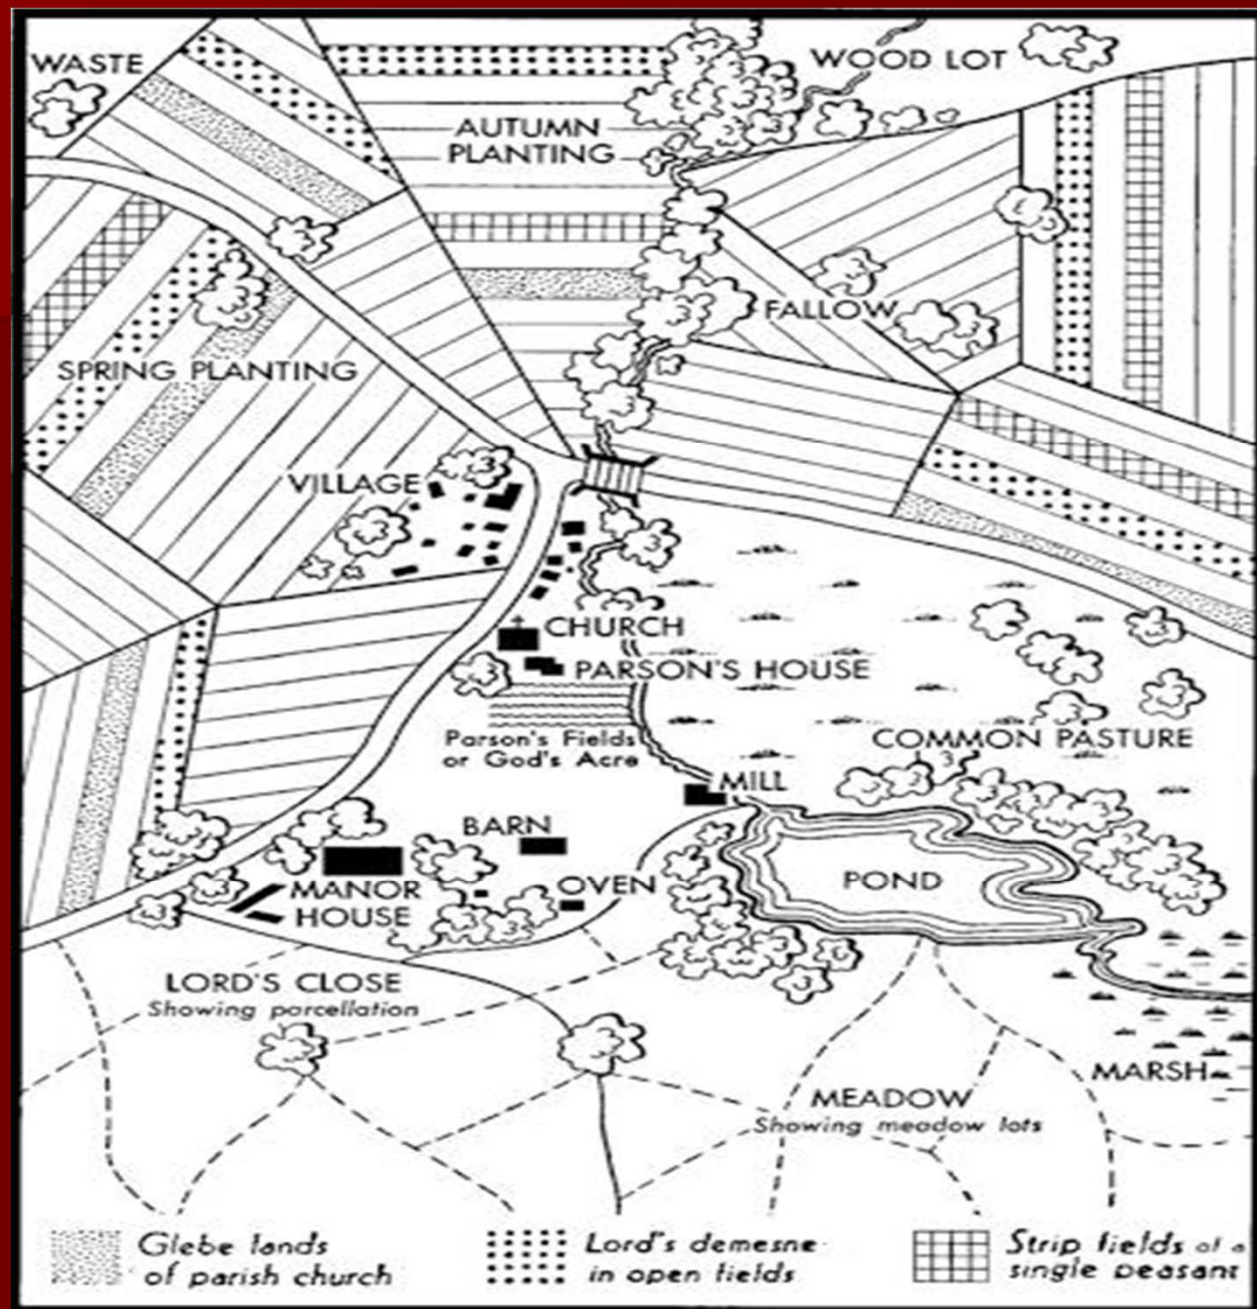 WASTE
WOOD LOT
AUTUMN
PLANTING
FALLOW
SPRING PLANTING
VILLAGE
CHURCH
PARSON'S HOUSE
Parson's Fields
or God's Acre
COMMON PASTURE
MILL
BARN
POND
MANOR
HOUSE
OVEN
LORD'S CLOSE
Showing parcellation
MARSH
MEADOW
Showing meadow lots
Glebe lands
of parish church
Lord's demesne
in open fields
Strip fields of a
single peasant